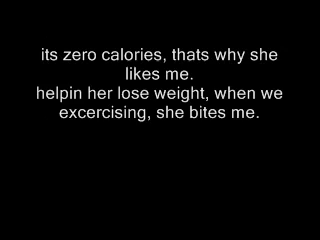 its zero calories, thats why she
likes me.
helpin her lose weight, when we
excercising, she bites me.